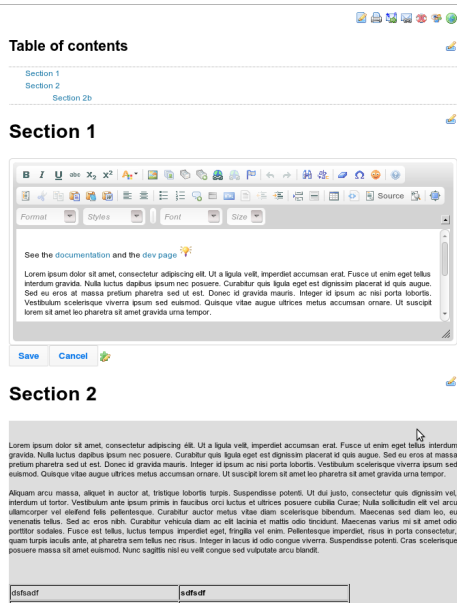 Table of contents
Section 1
Section 2
Section 2b
Section 1
B I U abc X₂ X²
Source
Format Styles Font Size
See the documentation and the dev page
Lorem ipsum dolor sit amet, consectetur adipiscing elit. Ut a ligula velit, imperdiet accumsan erat. Fusce ut enim eget tellus
interdum gravida. Nulla luctus dapibus ipsum nec posuere. Curabitur quis ligula eget est dignissim placerat id quis augue.
Sed eu eros at massa pretium pharetra sed ut est. Donec id gravida mauris. Integer id ipsum ac nisi porta lobortis.
Vestibulum scelerisque viverra ipsum sed euismod. Quisque vitae augue ultrices metus accumsan ornare. Ut suscipit
lorem sit amet leo pharetra sit amet gravida urna tempor.
Save Cancel
Section 2
Lorem ipsum dolor sit amet, consectetur adipiscing élit. Ut a ligula velit, imperdiet accumsan erat. Fusce ut enim eget tellus interdum
gravida. Nulla luctus dapibus ipsum nec posuere. Curabitur quis ligula eget est dignissim placerat id quis augue. Sed eu eros at massa
pretium pharetra sed ut est. Donec id gravida mauris. Integer id ipsum ac nisi porta lobortis. Vestibulum scelerisque viverra ipsum sed
euismod. Quisque vitae augue ultrices metus accumsan ornare. Ut suscipit lorem sit amet leo pharetra sit amet gravida urna tempor.
Aliquam arcu massa, aliquet in auctor at, tristique lobortis turpis. Suspendisse potenti. Ut dui justo, consectetur quis dignissim vel,
interdum ut tortor. Vestibulum ante ipsum primis in faucibus orci luctus et ultrices posuere cubilia Curae; Nulla sollicitudin elit vel arcu
ullamcorper vel eleifend felis pellentesque. Curabitur auctor metus vitae diam scelerisque bibendum. Maecenas sed diam leo, eu
venenatis tellus. Sed ac eros nibh. Curabitur vehicula diam ac elit lacinia et mattis odio tincidunt. Maecenas varius mi sit amet odio
porttitor sodales. Fusce est tellus, luctus tempus imperdiet eget, fringilla vel enim. Pellentesque imperdiet, risus in porta consectetur,
quam turpis iaculis ante, at pharetra sem tellus nec risus. Integer in lacus id odio congue viverra. Suspendisse potenti. Cras scelerisque
posuere massa sit amet euismod. Nunc sagittis nisl eu velit congue sed vulputate arcu blandit.
dsfsadf sdfsdf